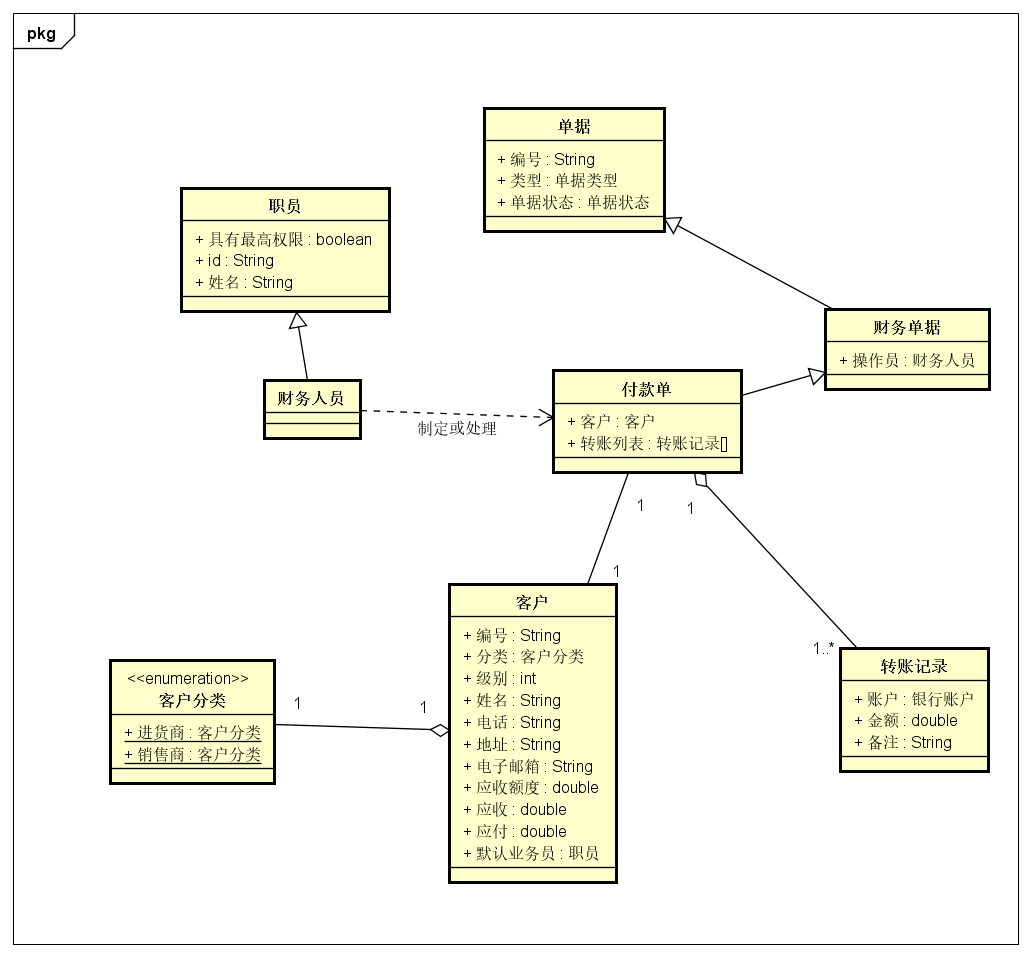 pkg
单据
+ 编号 : String
+ 类型 : 单据类型
+ 单据状态 : 单据状态
职员
+ 具有最高权限 : boolean
+ id : String
+ 姓名 : String
财务单据
+ 操作员 : 财务人员
财务人员
制定或处理
付款单
+ 客户 : 客户
+ 转账列表 : 转账记录[]
1
1
1
1..*
客户
+ 编号 : String
+ 分类 : 客户分类
+ 级别 : int
+ 姓名 : String
+ 电话 : String
+ 地址 : String
+ 电子邮箱 : String
+ 应收额度 : double
+ 应收 : double
+ 应付 : double
+ 默认业务员 : 职员
<<enumeration>>
客户分类
+ 进货商 : 客户分类
+ 销售商 : 客户分类
1
1
转账记录
+ 账户 : 银行账户
+ 金额 : double
+ 备注 : String